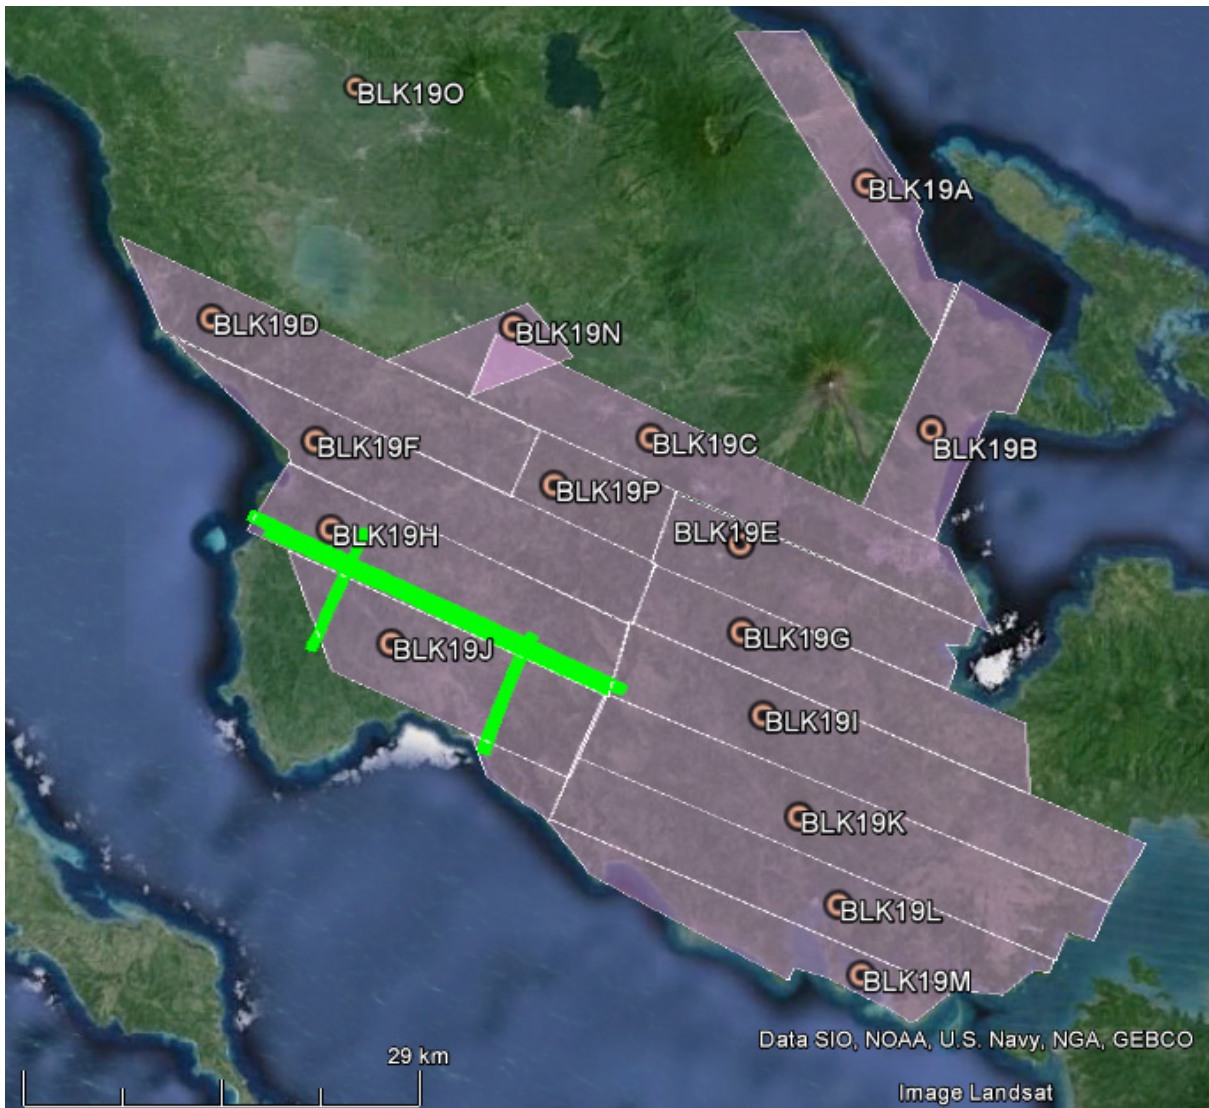 BLK19O
BLK19A
BLK19D
BLK19N
BLK19F
BLK19C
BLK19B
BLK19P
BLK19H
BLK19E
BLK19J
BLK19G
BLK19I
BLK19K
BLK19L
BLK19M
Data SIO, NOAA, U.S. Navy, NGA, GEBCO
29 km
Image Landsat